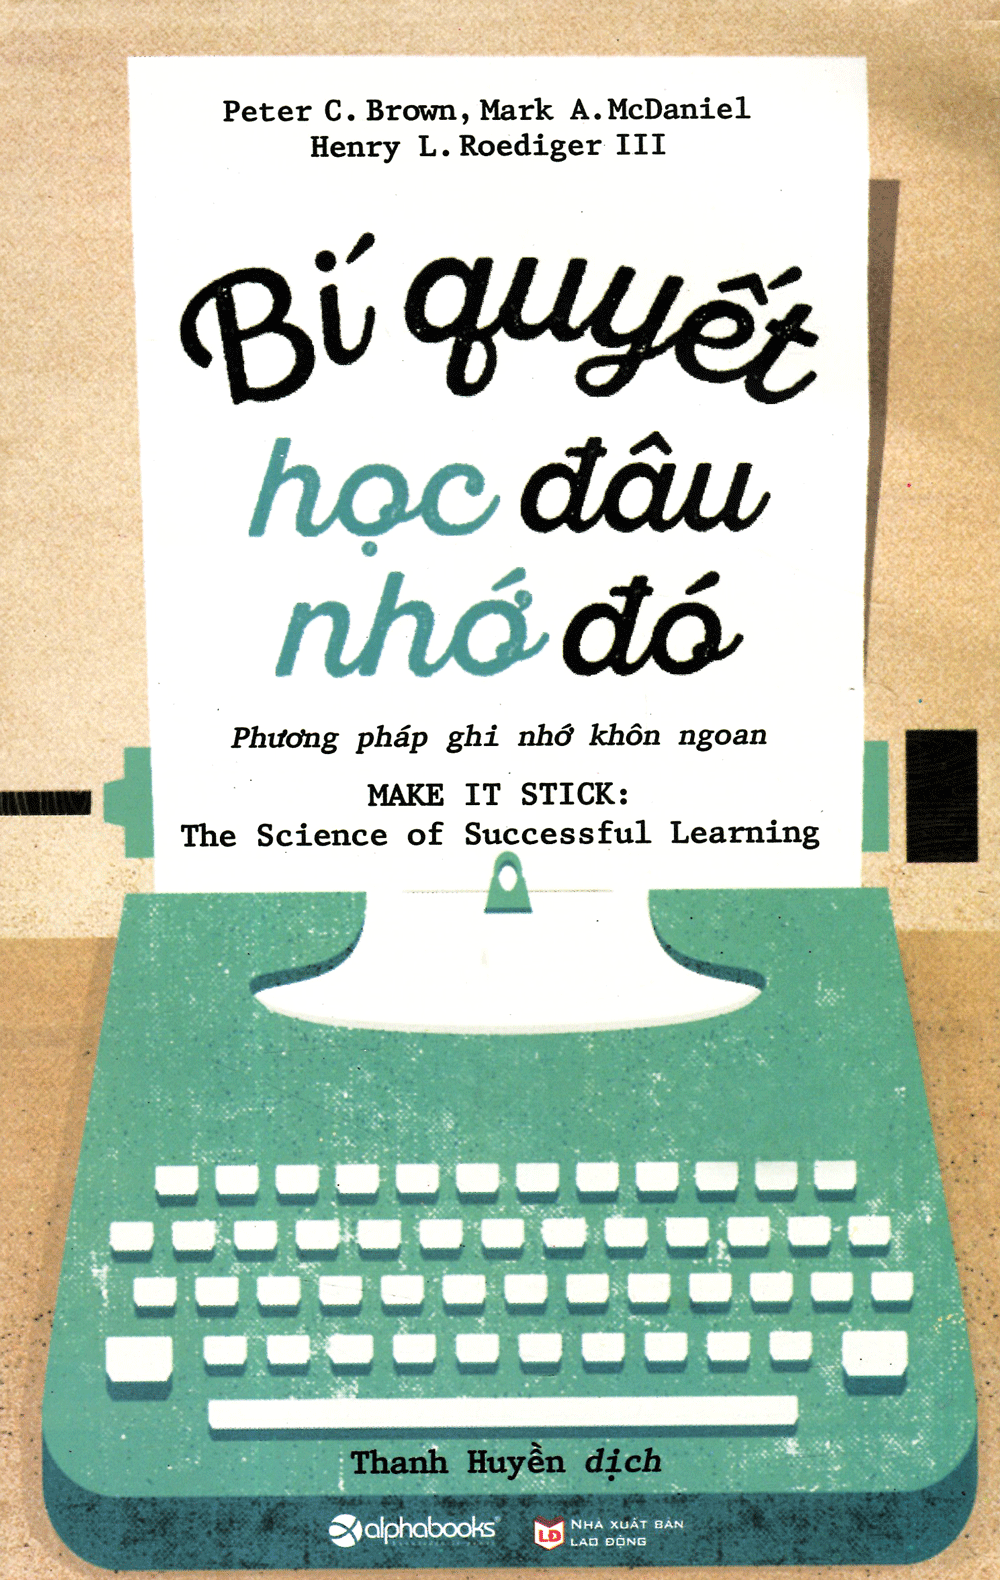 Peter C. Brown, Mark A. McDaniel
Henry L. Roediger III
Bí quyết
học đâu
nhớ đó
Phương pháp ghi nhớ khôn ngoan
MAKE IT STICK:
The Science of Successful Learning
Thanh Huyền dịch
alphabooks®
LĐ
NHÀ XUẤT BẢN
LAO ĐỘNG